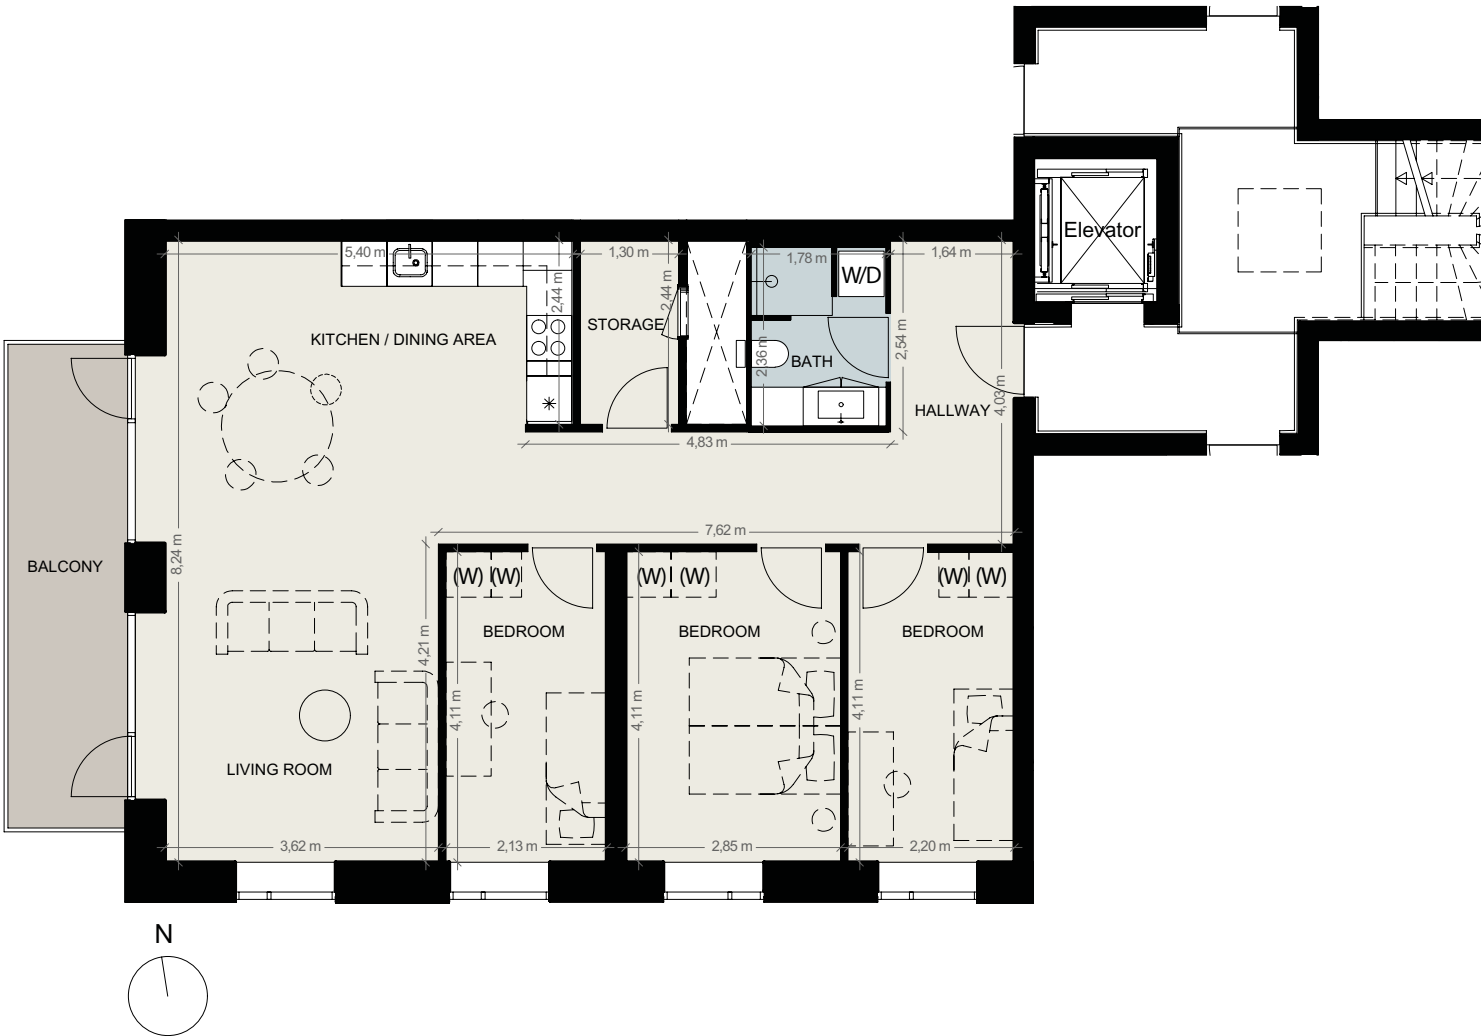 Elevator
5,40 m
1,30 m
1,78 m
1,64 m
W/D
2,44 m
2,44 m
STORAGE
KITCHEN / DINING AREA
2,54 m
2,36 m
BATH
HALLWAY
4,03 m
4,83 m
7,62 m
8,24 m
BALCONY
(W) (W)
(W) (W)
(W) (W)
BEDROOM
BEDROOM
BEDROOM
4,21 m
4,11 m
4,11 m
4,11 m
LIVING ROOM
3,62 m
2,13 m
2,85 m
2,20 m
N